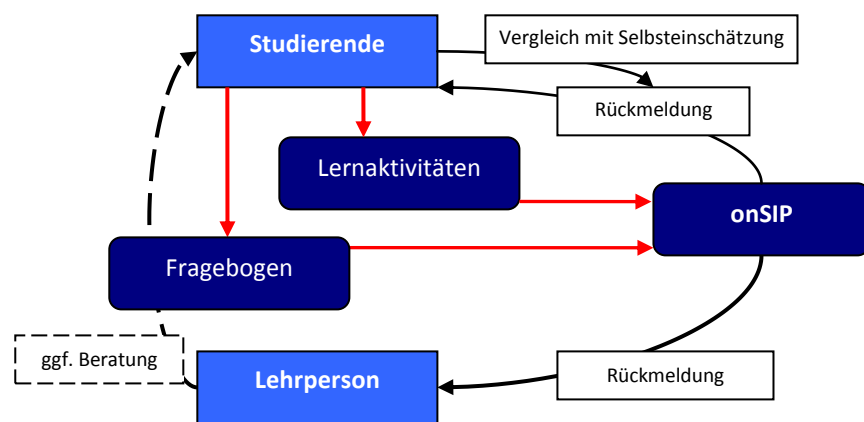 Studierende
Vergleich mit Selbsteinschätzung
Rückmeldung
Lernaktivitäten
onSIP
Fragebogen
ggf. Beratung
Lehrperson
Rückmeldung